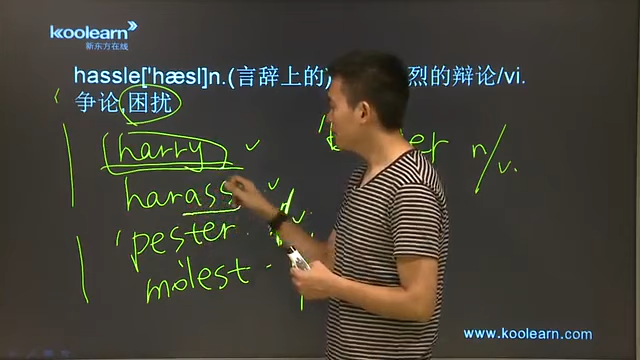 koolearn
新东方在线
hassle['hæsl]n.(言辞上的) 烈的辩论/vi.
争论,困扰
harry
harass
n/v.
'pester
molest
www.koolearn.com